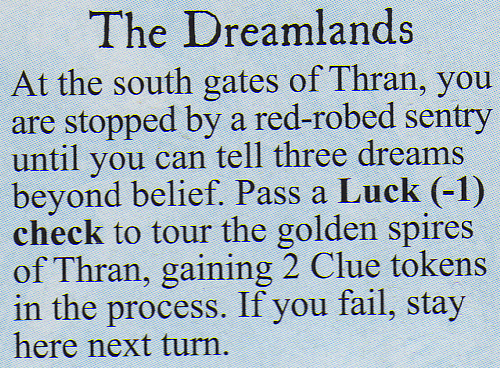 The Dreamlands
At the south gates of Thran, you
are stopped by a red-robed sentry
until you can tell three dreams
beyond belief. Pass a Luck (-1)
check to tour the golden spires
of Thran, gaining 2 Clue tokens
in the process. If you fail, stay
here next turn.